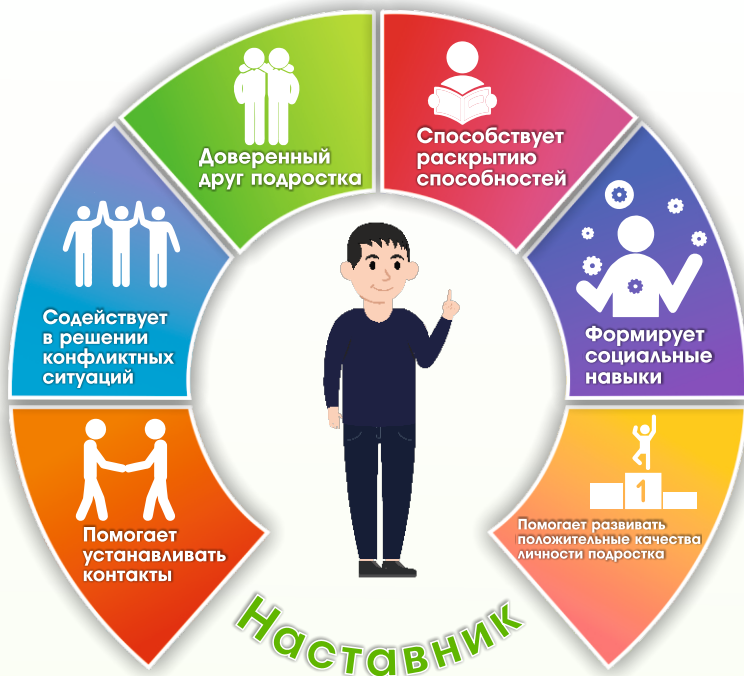 Доверенный
друг подростка
Способствует
раскрытию
способностей
Содействует
в решении
конфликтных
ситуаций
Формирует
социальные
навыки
Помогает
устанавливать
контакты
1
Помогает развивать
положительные качества
личности подростка
Наставник